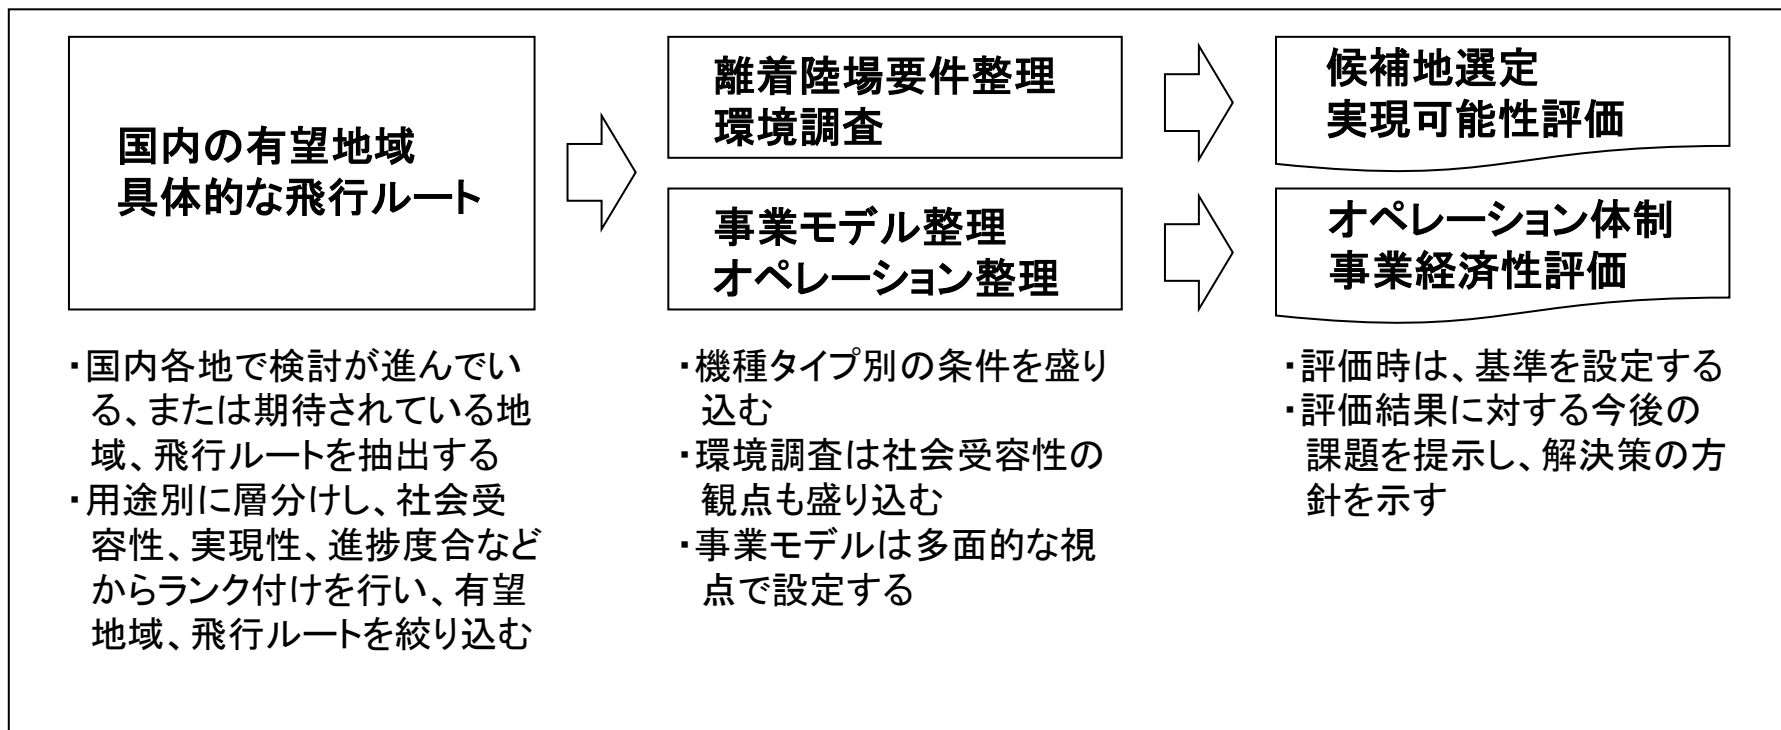 国内の有望地域
具体的な飛行ルート
離着陸場要件整理
環境調査
候補地選定
実現可能性評価
事業モデル整理
オペレーション整理
オペレーション体制
事業経済性評価
・国内各地で検討が進んでい
る、または期待されている地
域、飛行ルートを抽出する
・用途別に層分けし、社会受
容性、実現性、進捗度合など
からランク付けを行い、有望
地域、飛行ルートを絞り込む
・機種タイプ別の条件を盛り
込む
・環境調査は社会受容性の
観点も盛り込む
・事業モデルは多面的な視
点で設定する
・評価時は、基準を設定する
・評価結果に対する今後の
課題を提示し、解決策の方
針を示す